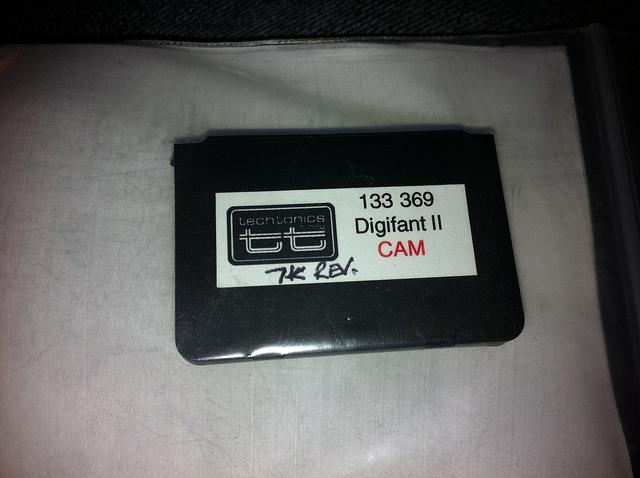 techtonics
tt
133 369
Digifant II
CAM
7K REV.